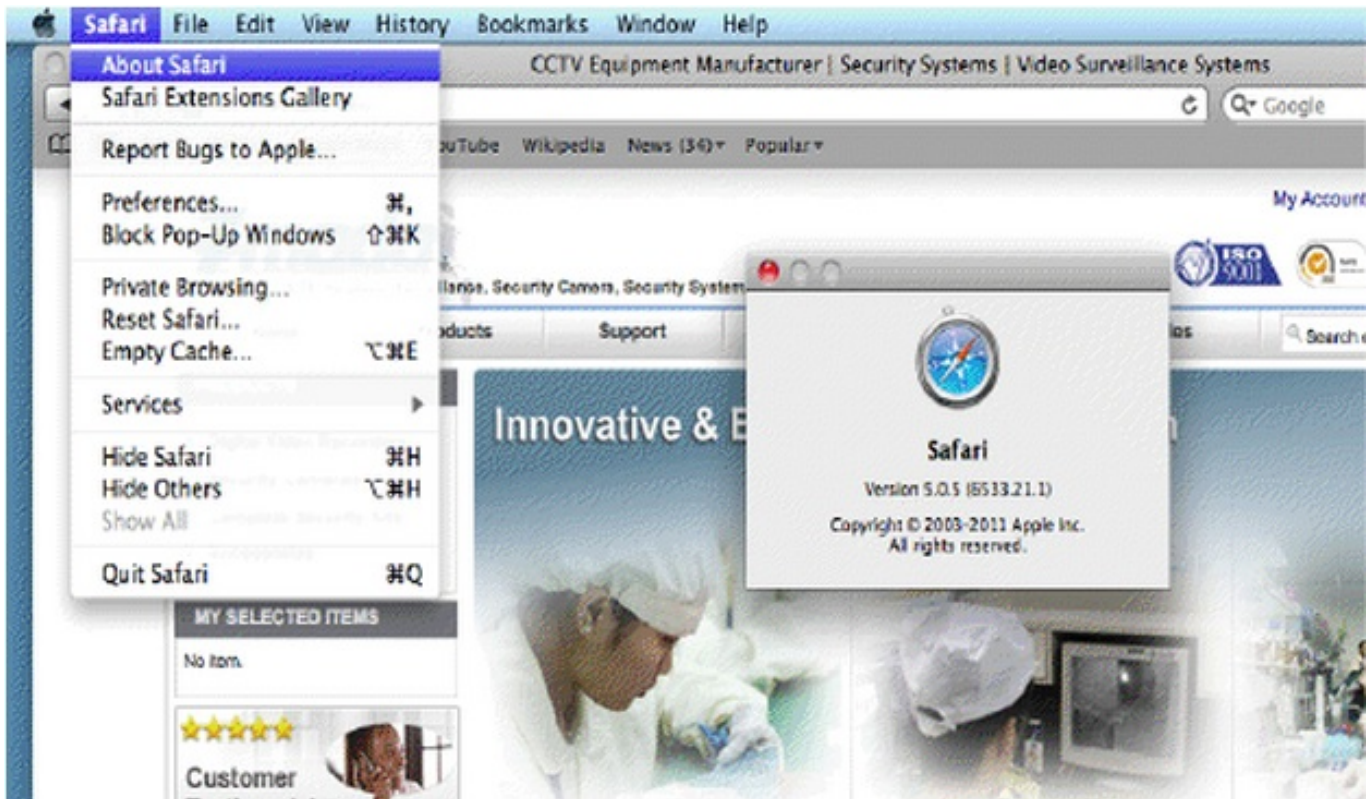 Safari File Edit View History Bookmarks Window Help
About Safari
Safari Extensions Gallery
Report Bugs to Apple...
Preferences... ⌘,
Block Pop-Up Windows ⇧⌘K
Private Browsing...
Reset Safari...
Empty Cache... ⌥⌘E
Services
Hide Safari ⌘H
Hide Others ⌥⌘H
Show All
Quit Safari ⌘Q
CCTV Equipment Manufacturer | Security Systems | Video Surveillance Systems
Google
Wikipedia News (34) Popular
My Account
ISO 9001
Security Camera, Security System
Support
Search
Innovative &
Safari
Version 5.0.5 (6533.21.1)
Copyright © 2003-2011 Apple Inc.
All rights reserved.
MY SELECTED ITEMS
No item.
Customer